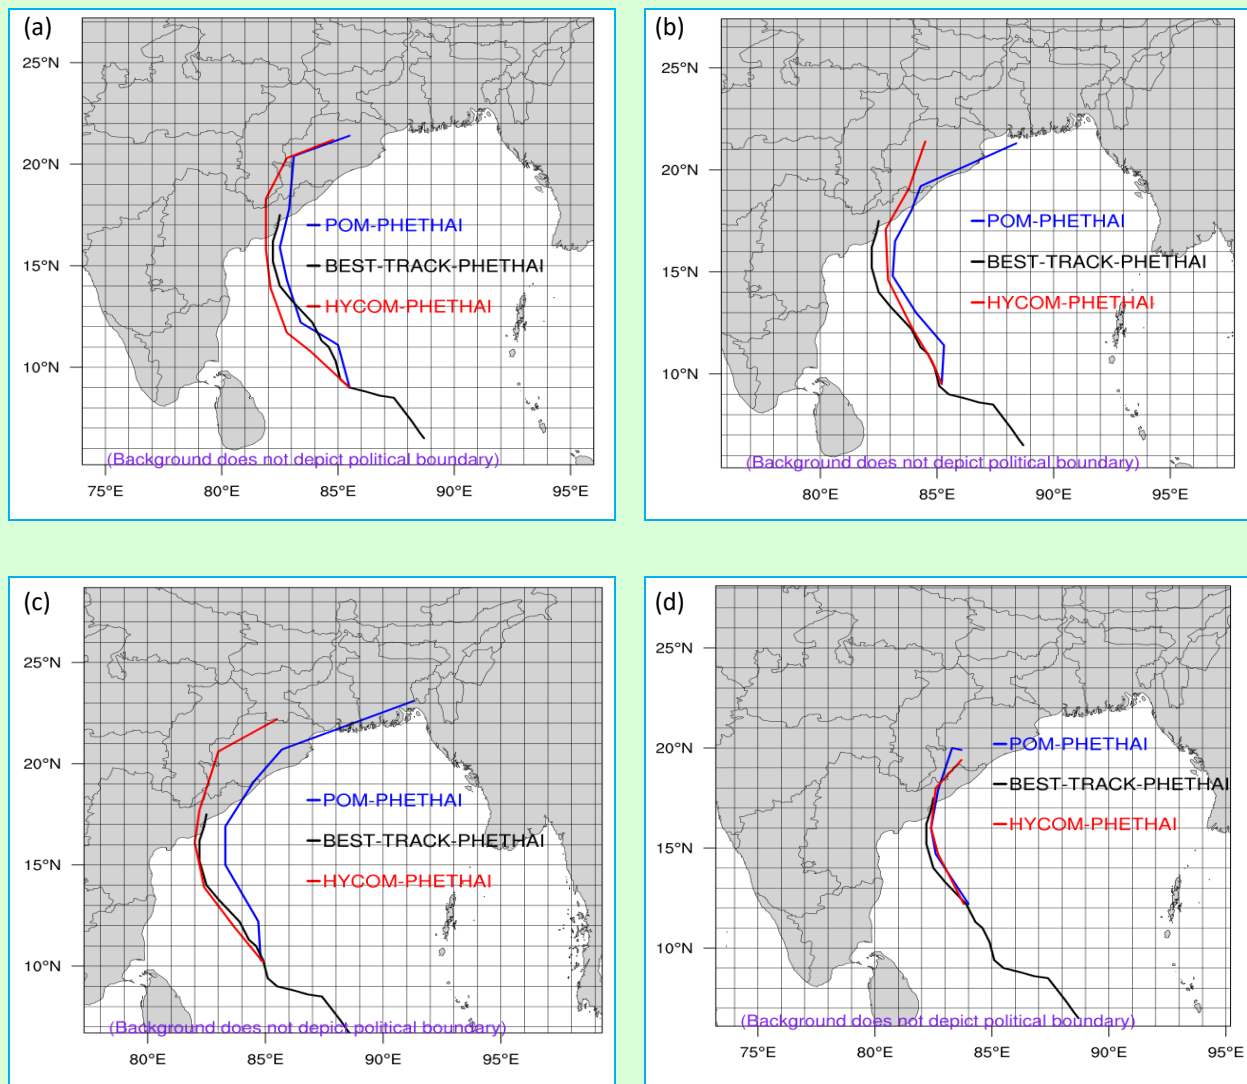 (a)
25°N
20°N
15°N
10°N
POM-PHETHAI
BEST-TRACK-PHETHAI
HYCOM-PHETHAI
(Background does not depict political boundary)
75°E 80°E 85°E 90°E 95°E
(b)
25°N
20°N
15°N
10°N
POM-PHETHAI
BEST-TRACK-PHETHAI
HYCOM-PHETHAI
(Background does not depict political boundary)
80°E 85°E 90°E 95°E
(c)
25°N
20°N
15°N
10°N
POM-PHETHAI
BEST-TRACK-PHETHAI
HYCOM-PHETHAI
(Background does not depict political boundary)
80°E 85°E 90°E 95°E
(d)
25°N
20°N
15°N
10°N
POM-PHETHAI
BEST-TRACK-PHETHAI
HYCOM-PHETHAI
(Background does not depict political boundary)
75°E 80°E 85°E 90°E 95°E